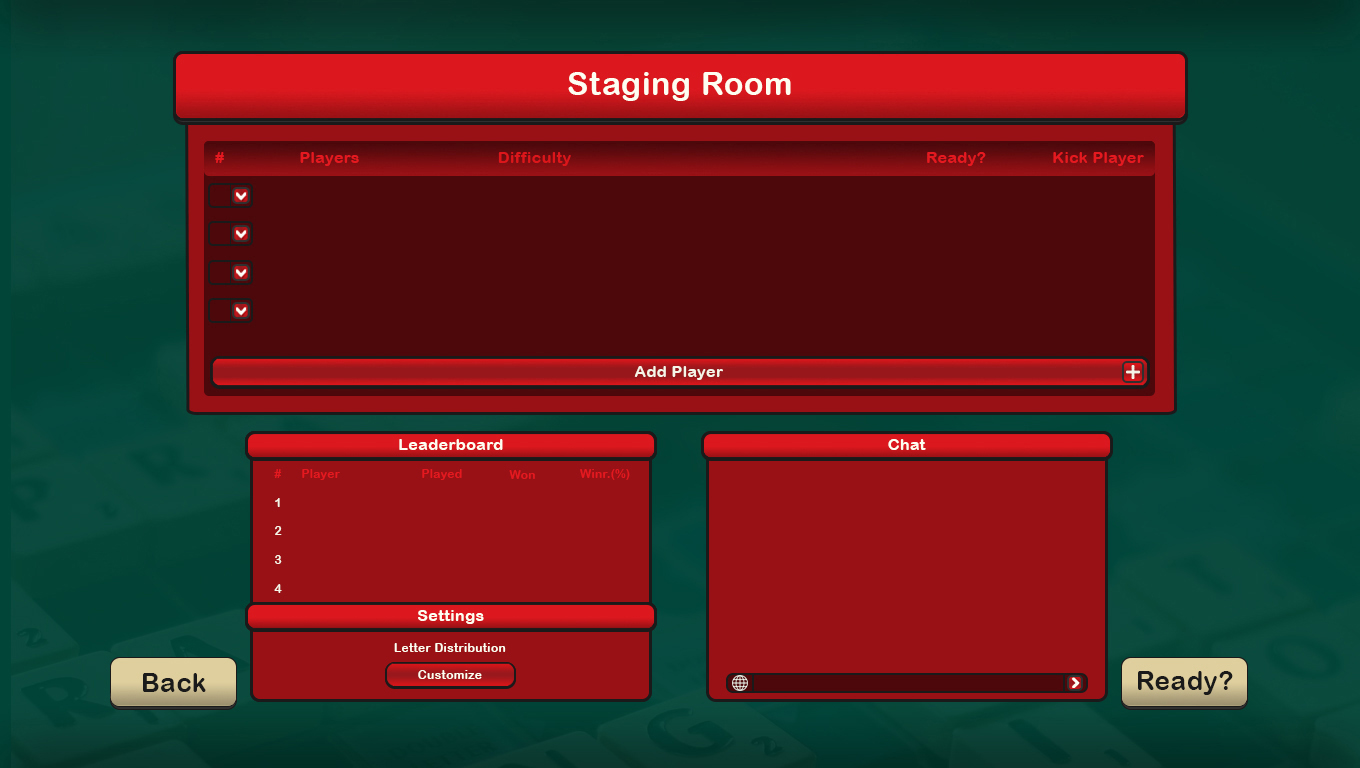 Staging Room
# Players Difficulty Ready? Kick Player
Add Player
Leaderboard
# Player Played Won Winr.(%)
1
2
3
4
Settings
Letter Distribution
Customize
Chat
Back
Ready?